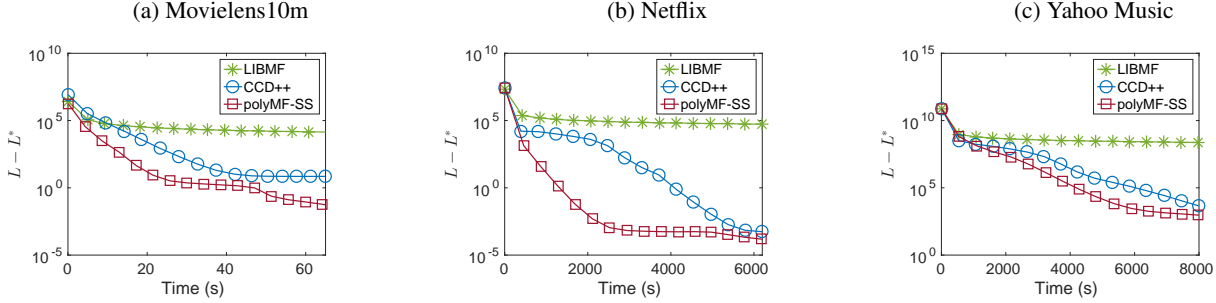 (a) Movielens10m
(b) Netflix
(c) Yahoo Music
10^10
10^5
10^0
10^-5
L − L*
0 20 40 60
Time (s)
LIBMF
CCD++
polyMF-SS
10^10
10^5
10^0
10^-5
L − L*
0 2000 4000 6000
Time (s)
LIBMF
CCD++
polyMF-SS
10^15
10^10
10^5
10^0
L − L*
0 2000 4000 6000 8000
Time (s)
LIBMF
CCD++
polyMF-SS